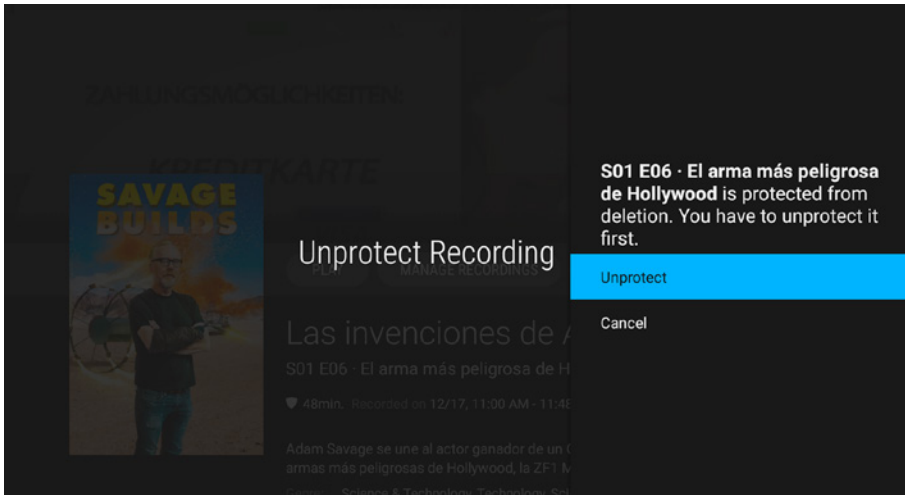 ZAHLUNGSMÖGLICHKEITEN:
KREDITKARTE
SAVAGE
BUILDS
Unprotect Recording
PLAY
MANAGE RECORDINGS
Las invenciones de A
S01 E06 · El arma más peligrosa de H
48min. Recorded on 12/17, 11:00 AM - 11:48
Adam Savage se une al actor ganador de un
armas más peligrosas de Hollywood, la ZF1 M
Science & Technology, Technology, Sci
S01 E06 · El arma más peligrosa
de Hollywood is protected from
deletion. You have to unprotect it
first.
Unprotect
Cancel